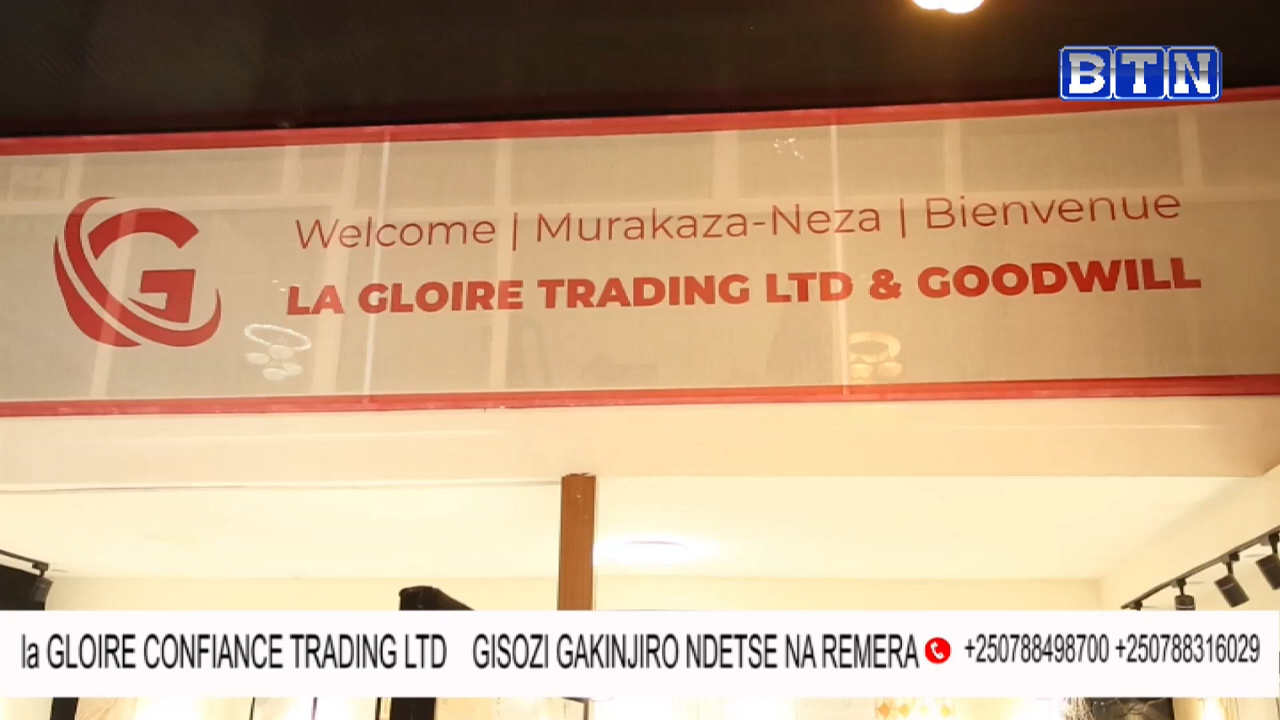 BTN
Welcome | Murakaza-Neza | Bienvenue
LA GLOIRE TRADING LTD & GOODWILL
la GLOIRE CONFIANCE TRADING LTD GISOZI GAKINJIRO NDETSE NA REMERA +250788498700 +250788316029